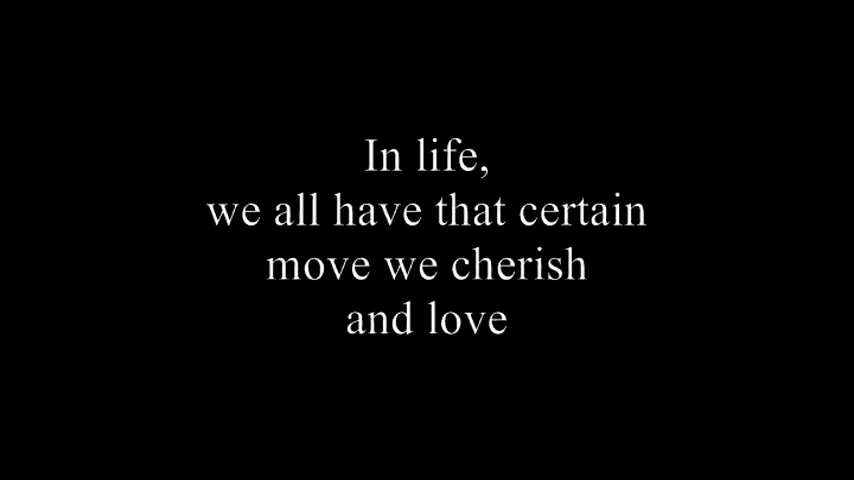 In life,
we all have that certain
move we cherish
and love